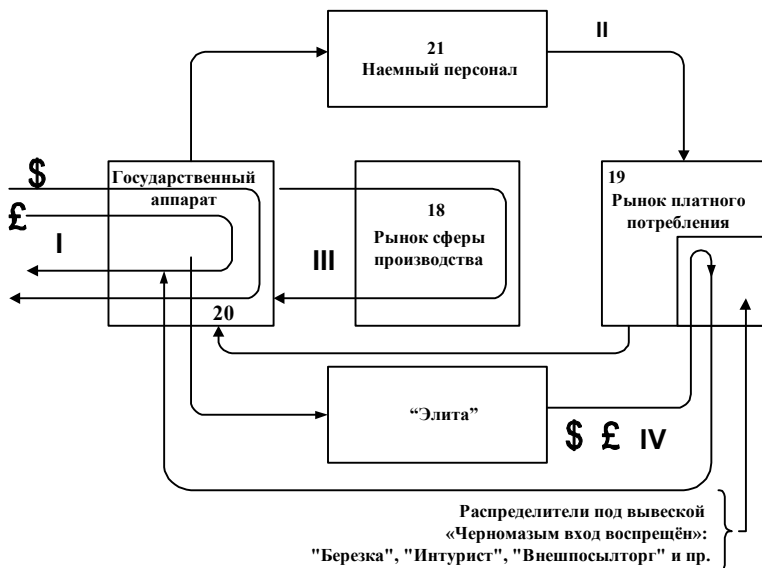 21
Наемный персонал
II
Государственный
аппарат
$
£
I
20
18
Рынок сферы
производства
III
19
Рынок платного
потребления
“Элита”
$ £ IV
Распределители под вывеской
«Черномазым вход воспрещён»:
"Березка", "Интурист", "Внешпосылторг" и пр.